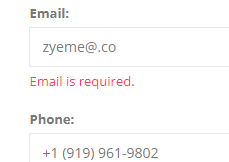 Email:
zyeme@.co
Email is required.
Phone:
+1 (919) 961-9802